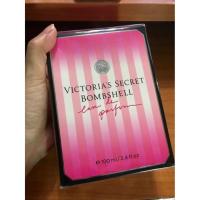 VICTORIA'S SECRET
BOMBSHELL
eau de
parfum
e 100 ml / 3.4 fl oz